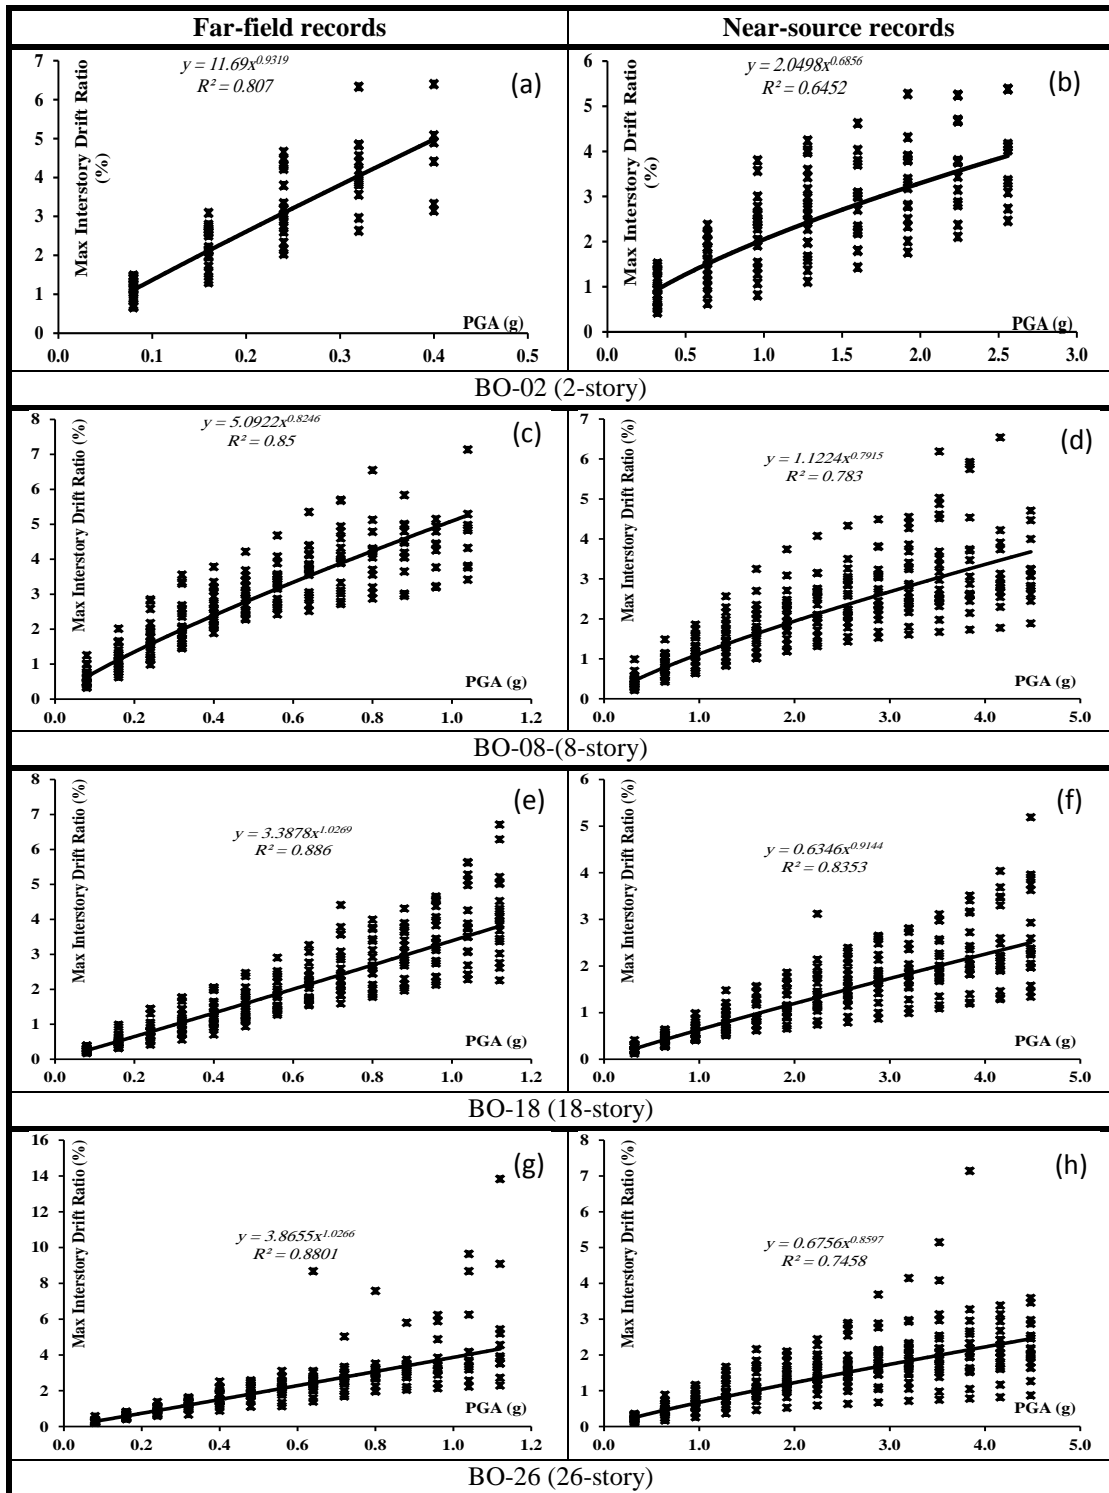 Far-field records
Near-source records
Max Interstory Drift Ratio
(%)
7
6
5
4
3
2
1
0
y = 11.69x^0.9319
R² = 0.807
(a)
PGA (g)
0.0 0.1 0.2 0.3 0.4 0.5
Max Interstory Drift Ratio
(%)
6
5
4
3
2
1
0
y = 2.0498x^0.6856
R² = 0.6452
(b)
PGA (g)
0.0 0.5 1.0 1.5 2.0 2.5 3.0
BO-02 (2-story)
Max Interstory Drift Ratio (%)
8
7
6
5
4
3
2
1
0
y = 5.0922x^0.8246
R² = 0.85
(c)
PGA (g)
0.0 0.2 0.4 0.6 0.8 1.0 1.2
Max Interstory Drift Ratio (%)
7
6
5
4
3
2
1
0
y = 1.1224x^0.7915
R² = 0.783
(d)
PGA (g)
0.0 1.0 2.0 3.0 4.0 5.0
BO-08-(8-story)
Max Interstory Drift Ratio (%)
8
7
6
5
4
3
2
1
0
y = 3.3878x^1.0269
R² = 0.886
(e)
PGA (g)
0.0 0.2 0.4 0.6 0.8 1.0 1.2
Max Interstory Drift Ratio (%)
6
5
4
3
2
1
0
y = 0.6346x^0.9144
R² = 0.8353
(f)
PGA (g)
0.0 1.0 2.0 3.0 4.0 5.0
BO-18 (18-story)
Max Interstory Drift Ratio (%)
16
14
12
10
8
6
4
2
0
y = 3.8655x^1.0266
R² = 0.8801
(g)
PGA (g)
0.0 0.2 0.4 0.6 0.8 1.0 1.2
Max Interstory Drift Ratio (%)
8
7
6
5
4
3
2
1
0
y = 0.6756x^0.8597
R² = 0.7458
(h)
PGA (g)
0.0 1.0 2.0 3.0 4.0 5.0
BO-26 (26-story)